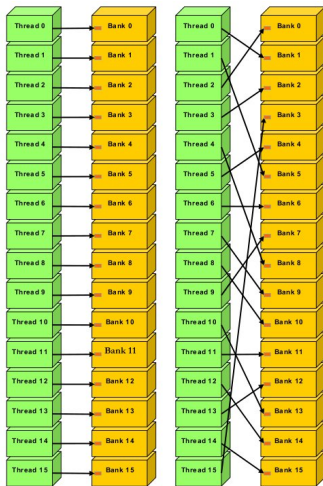 Thread 0 Bank 0 Thread 0 Bank 0
Thread 1 Bank 1 Thread 1 Bank 1
Thread 2 Bank 2 Thread 2 Bank 2
Thread 3 Bank 3 Thread 3 Bank 3
Thread 4 Bank 4 Thread 4 Bank 4
Thread 5 Bank 5 Thread 5 Bank 5
Thread 6 Bank 6 Thread 6 Bank 6
Thread 7 Bank 7 Thread 7 Bank 7
Thread 8 Bank 8 Thread 8 Bank 8
Thread 9 Bank 9 Thread 9 Bank 9
Thread 10 Bank 10 Thread 10 Bank 10
Thread 11 Bank 11 Thread 11 Bank 11
Thread 12 Bank 12 Thread 12 Bank 12
Thread 13 Bank 13 Thread 13 Bank 13
Thread 14 Bank 14 Thread 14 Bank 14
Thread 15 Bank 15 Thread 15 Bank 15